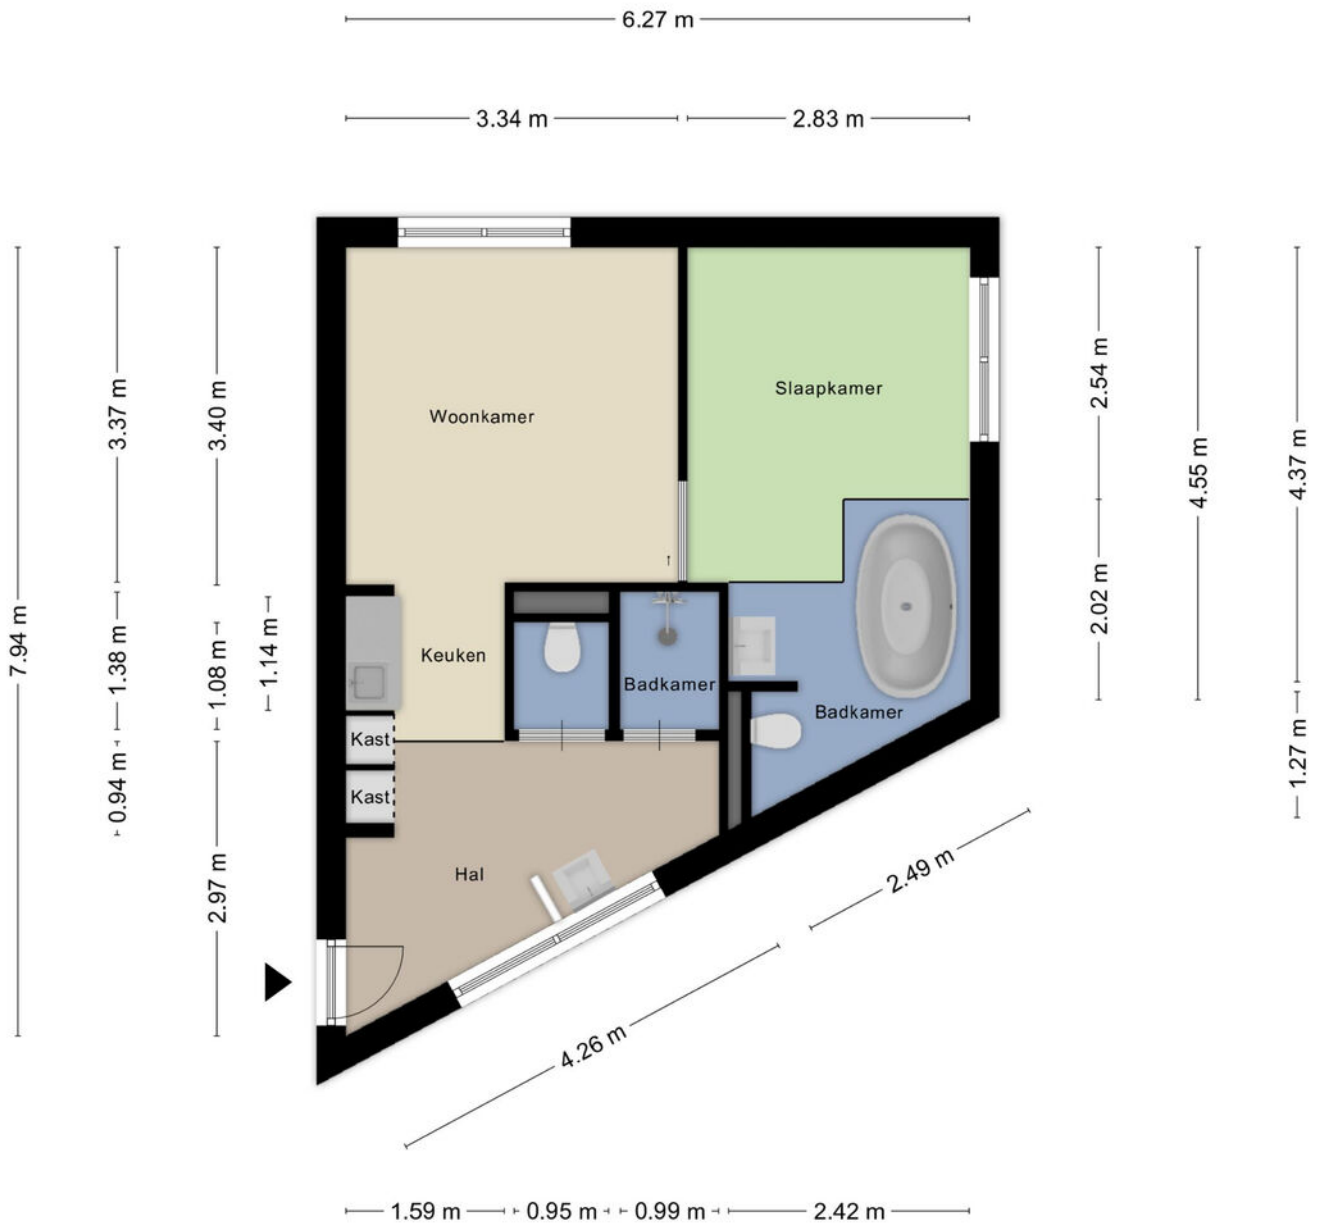 6.27 m
3.34 m
2.83 m
7.94 m
3.37 m
1.38 m
0.94 m
3.40 m
1.08 m
2.97 m
1.14 m
Woonkamer
Slaapkamer
Keuken
Badkamer
Badkamer
Kast
Kast
Hal
2.54 m
2.02 m
4.55 m
4.37 m
1.27 m
2.49 m
4.26 m
1.59 m
0.95 m
0.99 m
2.42 m